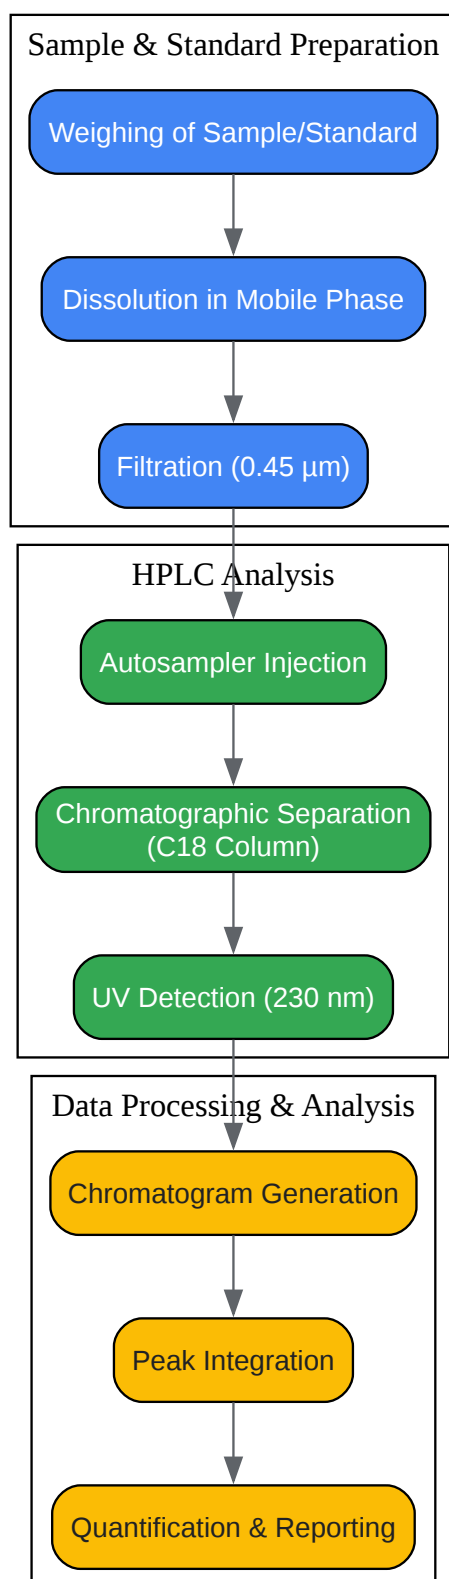 Sample & Standard Preparation
Weighing of Sample/Standard
Dissolution in Mobile Phase
Filtration (0.45 µm)
HPLC Analysis
Autosampler Injection
Chromatographic Separation
(C18 Column)
UV Detection (230 nm)
Data Processing & Analysis
Chromatogram Generation
Peak Integration
Quantification & Reporting